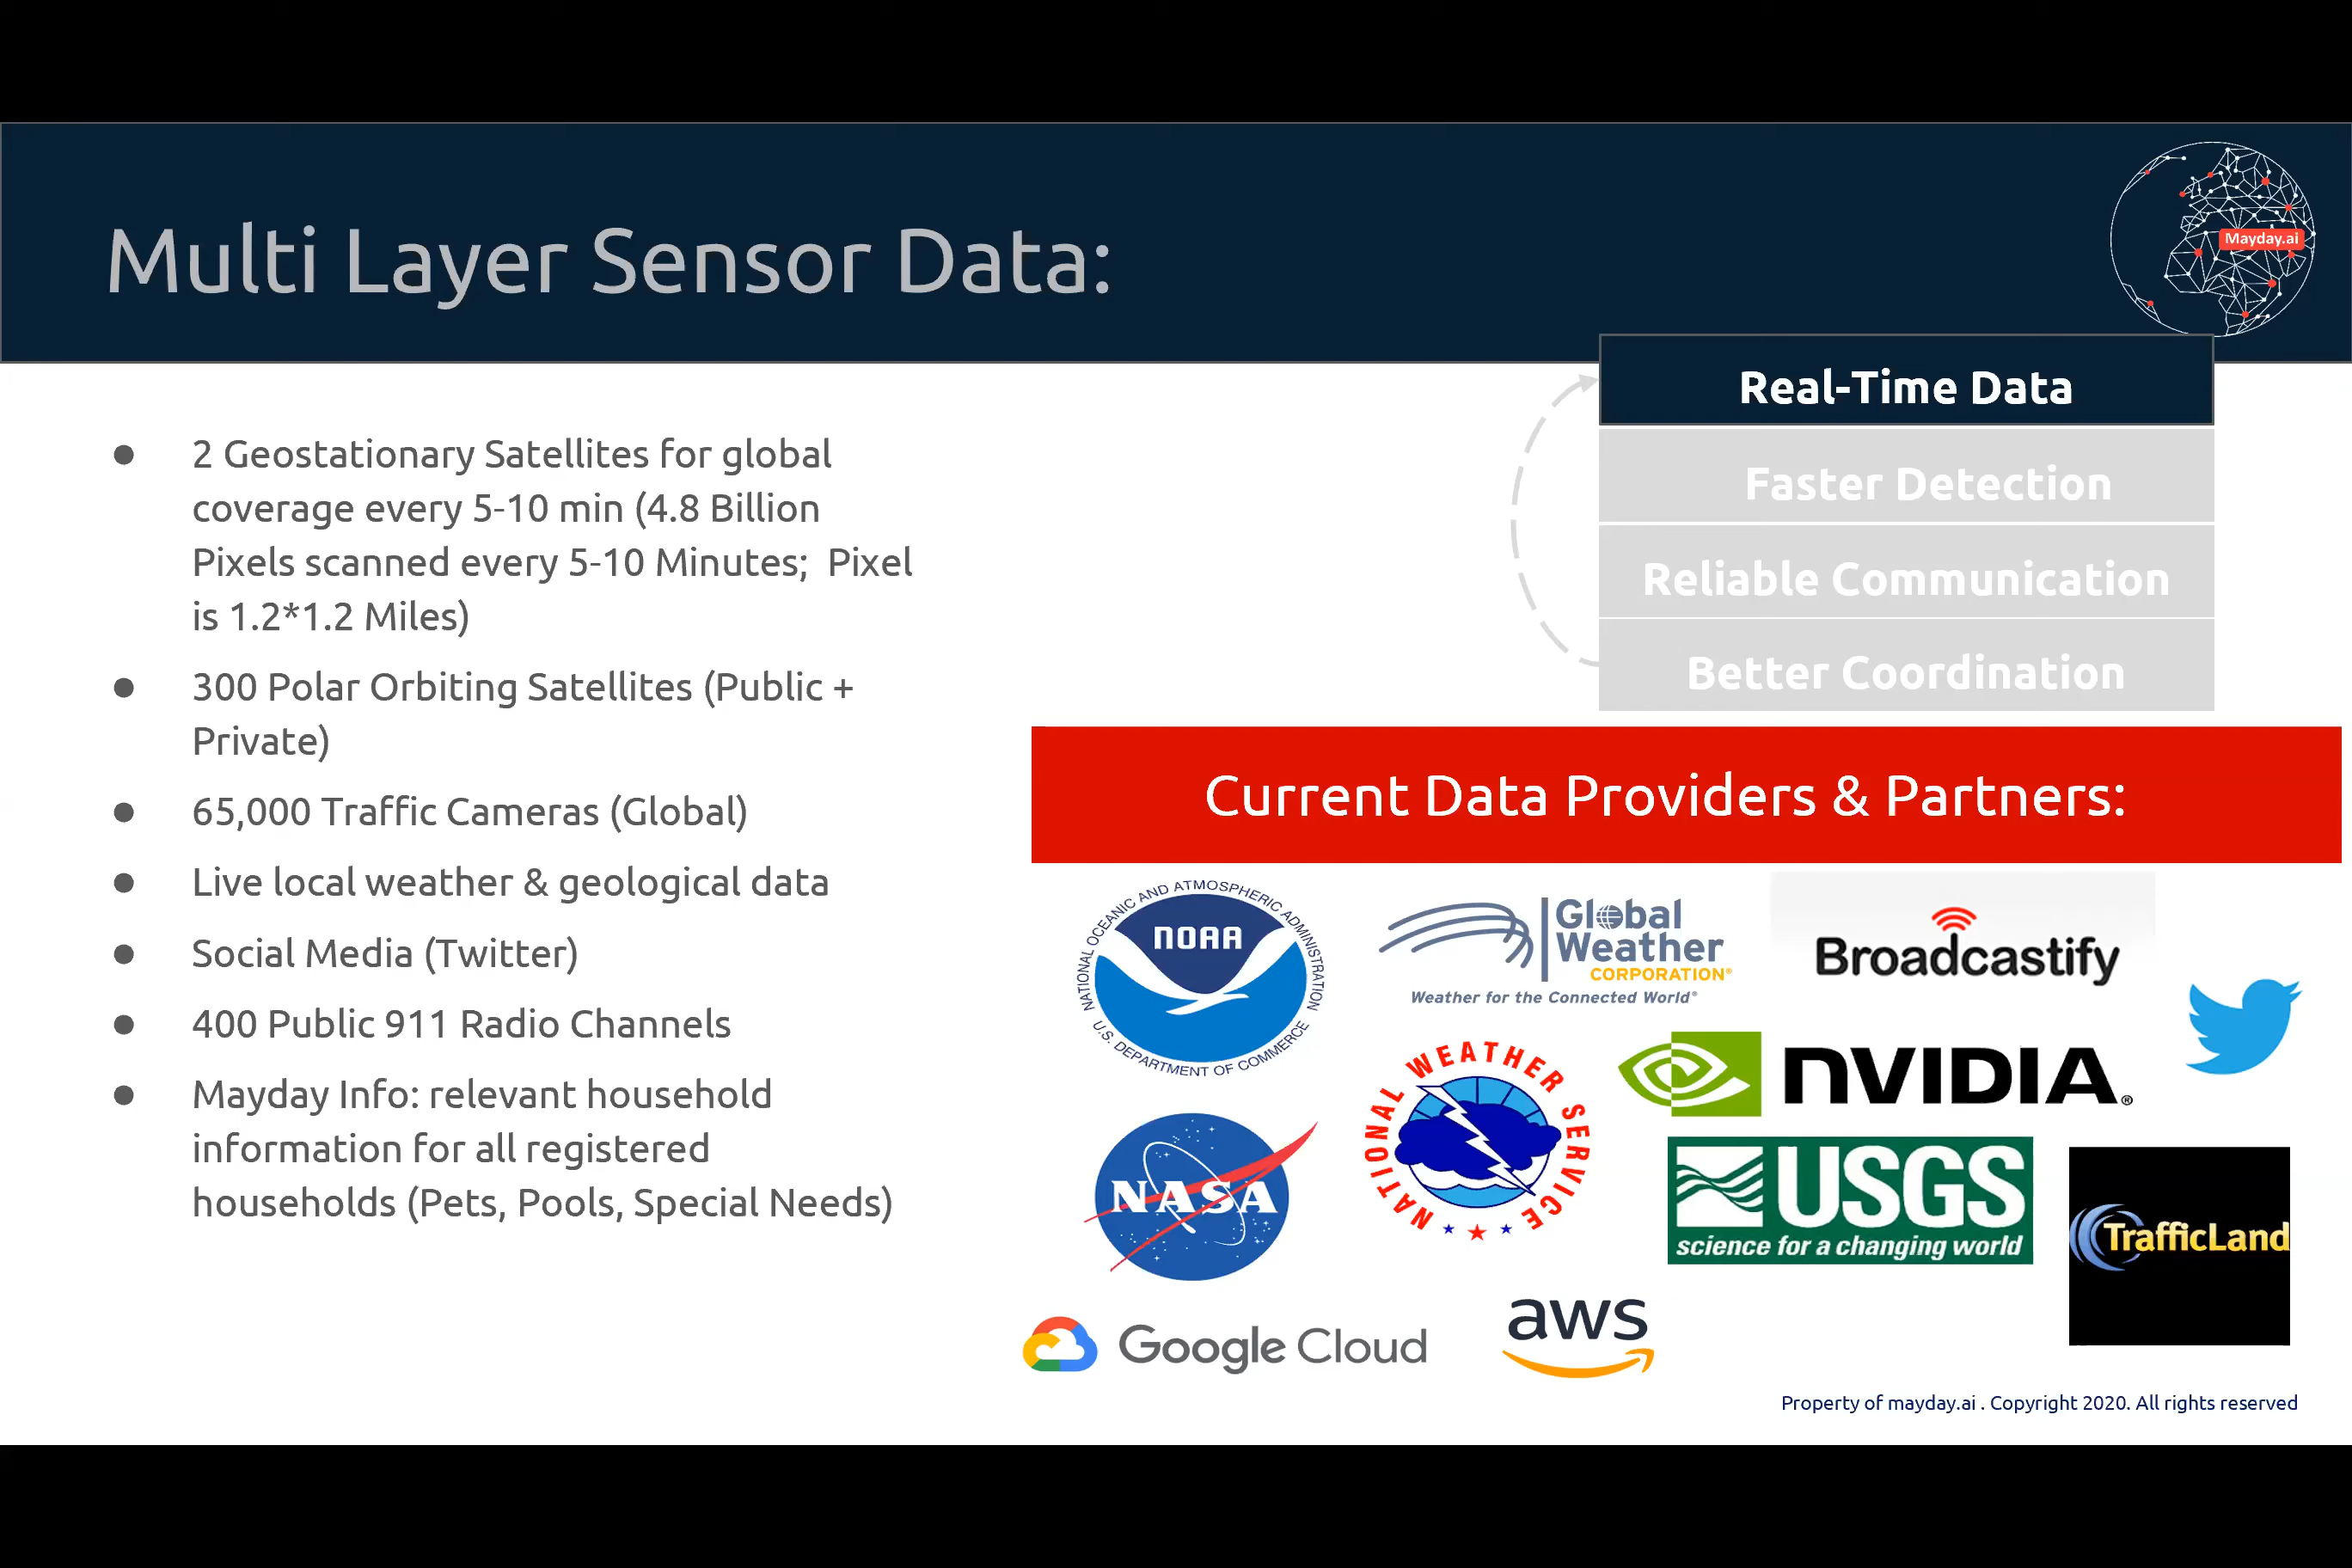 Multi Layer Sensor Data:
Mayday.ai
Real-Time Data
Faster Detection
Reliable Communication
Better Coordination
● 2 Geostationary Satellites for global
coverage every 5-10 min (4.8 Billion
Pixels scanned every 5-10 Minutes;  Pixel
is 1.2*1.2 Miles)
● 300 Polar Orbiting Satellites (Public +
Private)
● 65,000 Traffic Cameras (Global)
● Live local weather & geological data
● Social Media (Twitter)
● 400 Public 911 Radio Channels
● Mayday Info: relevant household
information for all registered
households (Pets, Pools, Special Needs)
Current Data Providers & Partners:
NATIONAL OCEANIC AND ATMOSPHERIC ADMINISTRATION
NOAA
U.S. DEPARTMENT OF COMMERCE
Global
Weather
CORPORATION®
Weather for the Connected World®
Broadcastify
NATIONAL WEATHER SERVICE
NVIDIA®
NASA
USGS
science for a changing world
TrafficLand
Google Cloud
aws
Property of mayday.ai . Copyright 2020. All rights reserved